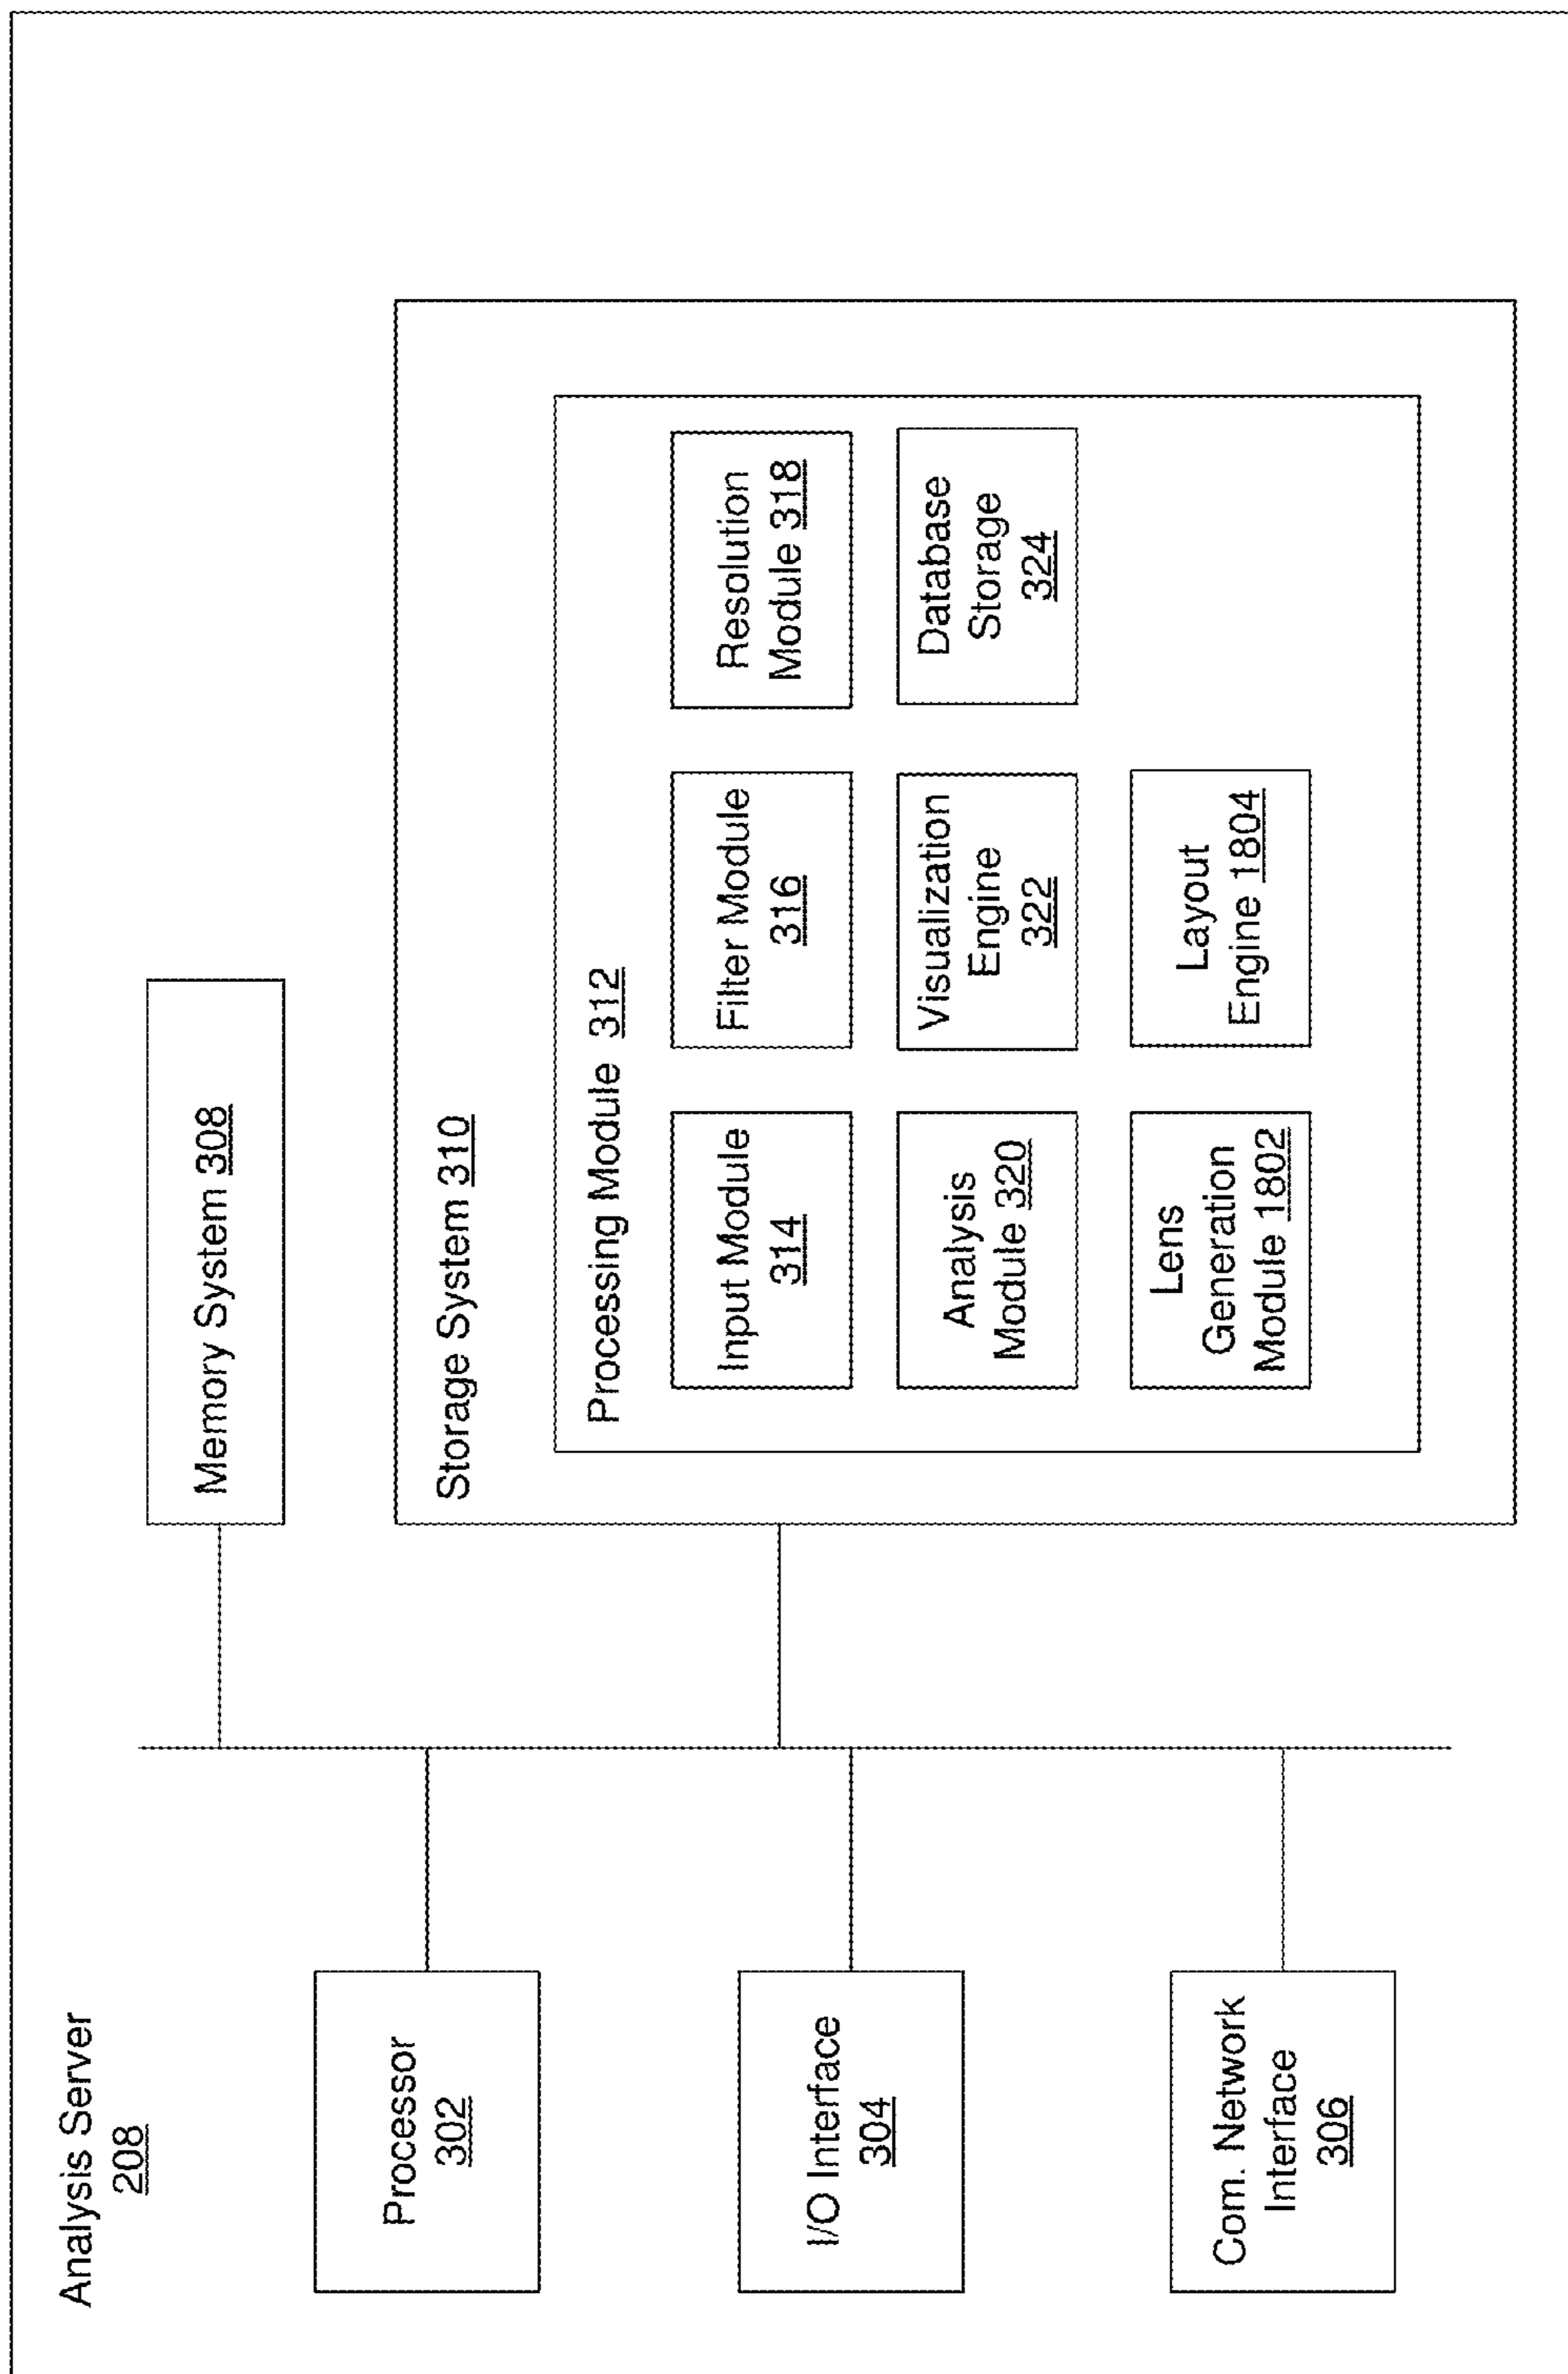 Analysis Server
208
Processor
302
I/O Interface
304
Com. Network
Interface
306
Memory System 308
Storage System 310
Processing Module 312
Input Module
314
Filter Module
316
Resolution
Module 318
Analysis
Module 320
Visualization
Engine
322
Database
Storage
324
Lens
Generation
Module 1802
Layout
Engine 1804